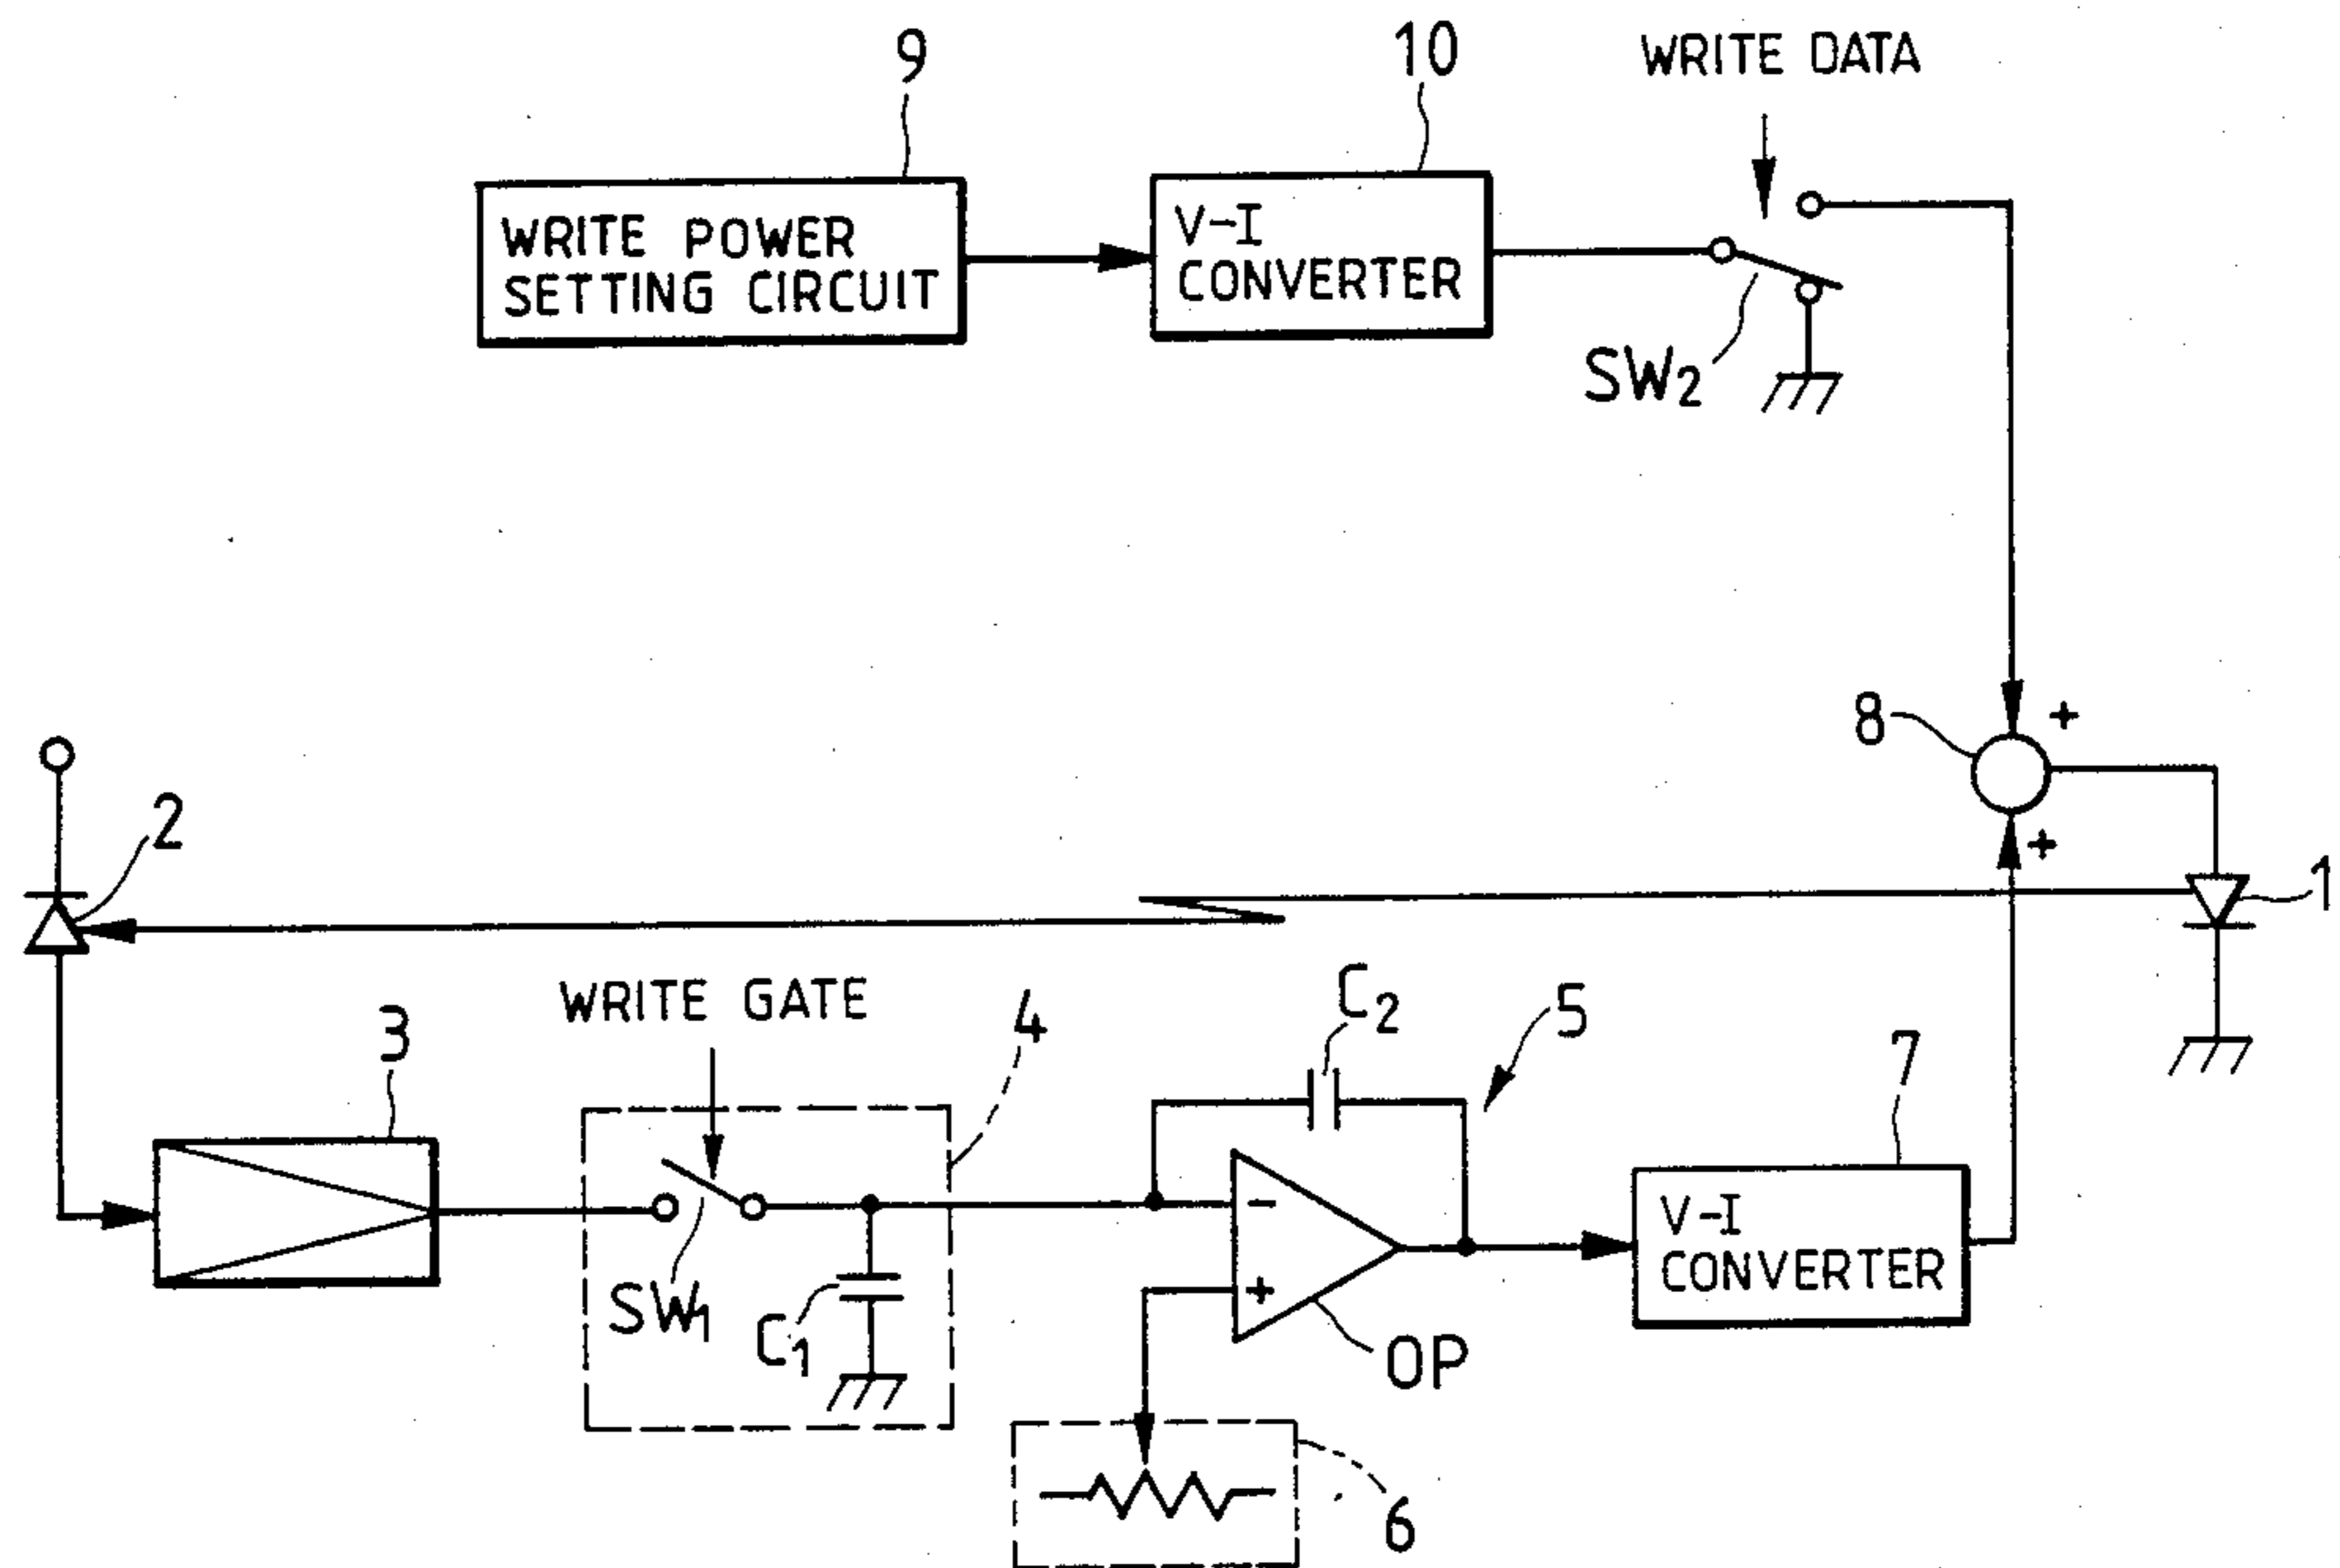 9
10
WRITE DATA
WRITE POWER
SETTING CIRCUIT
V-I
CONVERTER
SW2
8
+
+
2
1
WRITE GATE
3
4
C2
5
7
SW1
C1
-
+
OP
V-I
CONVERTER
6